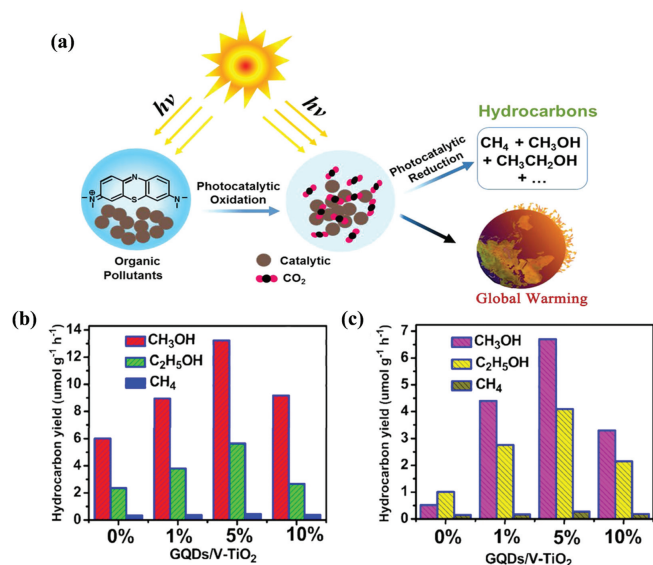 (a)
hν
hν
Hydrocarbons
CH₄ + CH₃OH
+ CH₃CH₂OH
+ ...
Photocatalytic
Reduction
Photocatalytic
Oxidation
N
N
⊕
S
N
Organic
Pollutants
Catalytic
CO₂
Global Warming
(b)
Hydrocarbon yield (umol g⁻¹ h⁻¹)
14
12
10
8
6
4
2
0
CH₃OH
C₂H₅OH
CH₄
0%
1%
5%
10%
GQDs/V-TiO₂
(c)
Hydrocarbon yield (umol g⁻¹ h⁻¹)
7
6
5
4
3
2
1
0
CH₃OH
C₂H₅OH
CH₄
0%
1%
5%
10%
GQDs/V-TiO₂